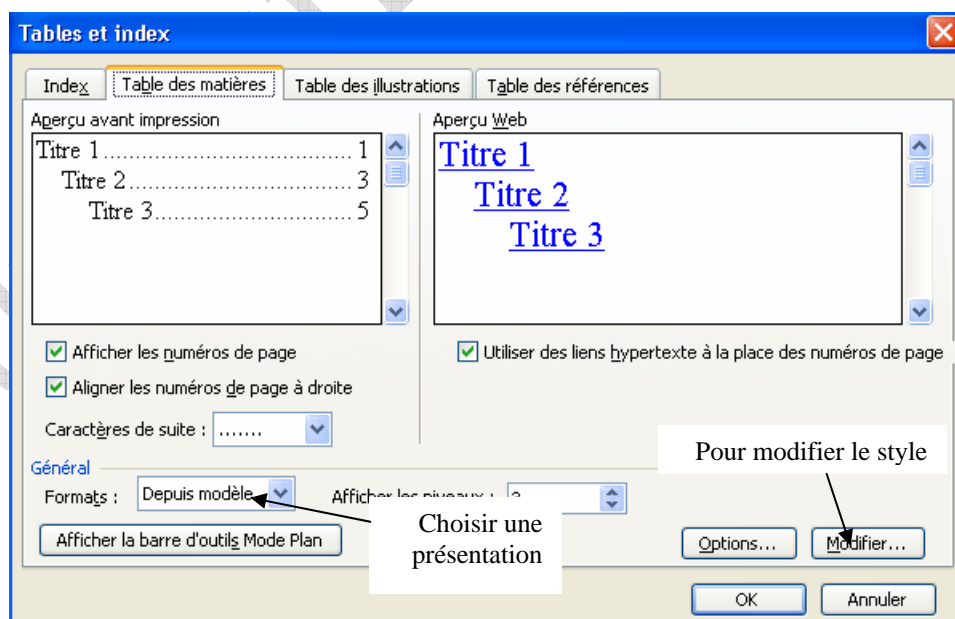 Tables et index
Index Table des matières Table des illustrations Table des références
Aperçu avant impression
Titre 1 ..................................... 1
Titre 2 ................................. 3
Titre 3 ............................. 5
Aperçu Web
Titre 1
Titre 2
Titre 3
Afficher les numéros de page
Aligner les numéros de page à droite
Caractères de suite : .......
Utiliser des liens hypertexte à la place des numéros de page
Pour modifier le style
Général
Formats : Depuis modèle Afficher les niveaux :
Choisir une
présentation
Afficher la barre d'outils Mode Plan
Options... Modifier...
OK Annuler